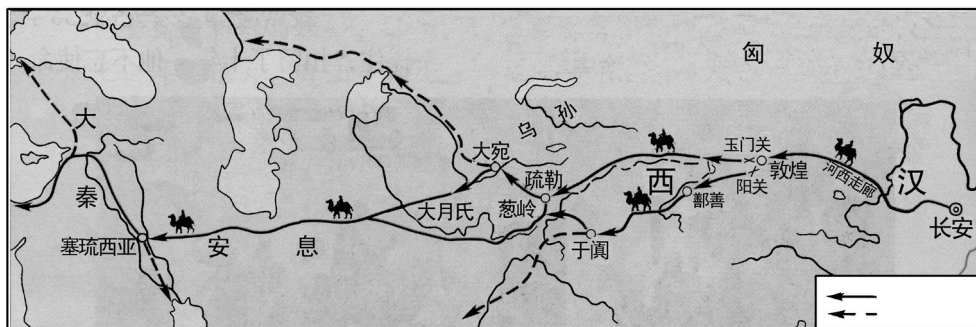 匈奴
大
乌孙
玉门关
大宛
敦煌
河西走廊
疏勒
西
阳关
汉
秦
大月氏
葱岭
鄯善
长安
塞琉西亚
安息
于阗